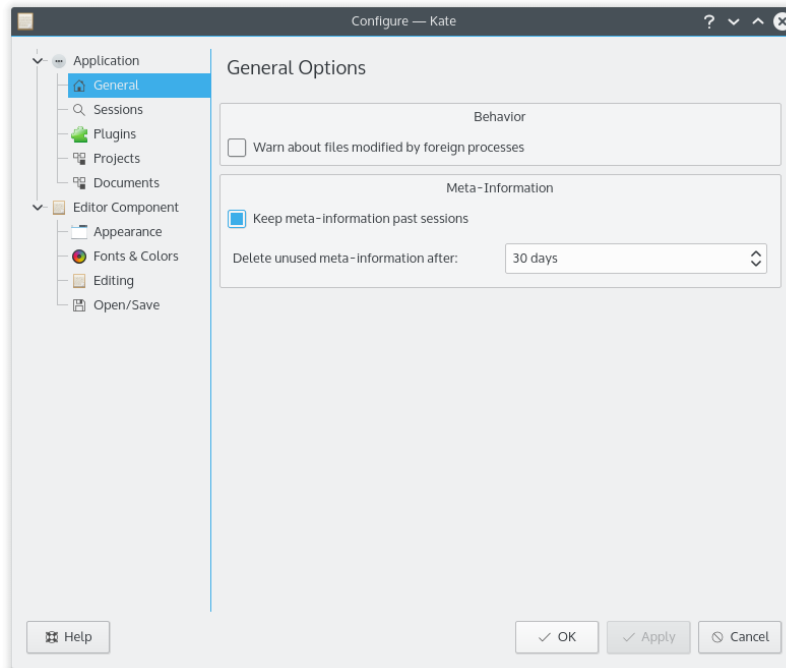 Configure — Kate
Application
General
Sessions
Plugins
Projects
Documents
Editor Component
Appearance
Fonts & Colors
Editing
Open/Save
General Options
Behavior
Warn about files modified by foreign processes
Meta-Information
Keep meta-information past sessions
Delete unused meta-information after: 30 days
Help OK Apply Cancel